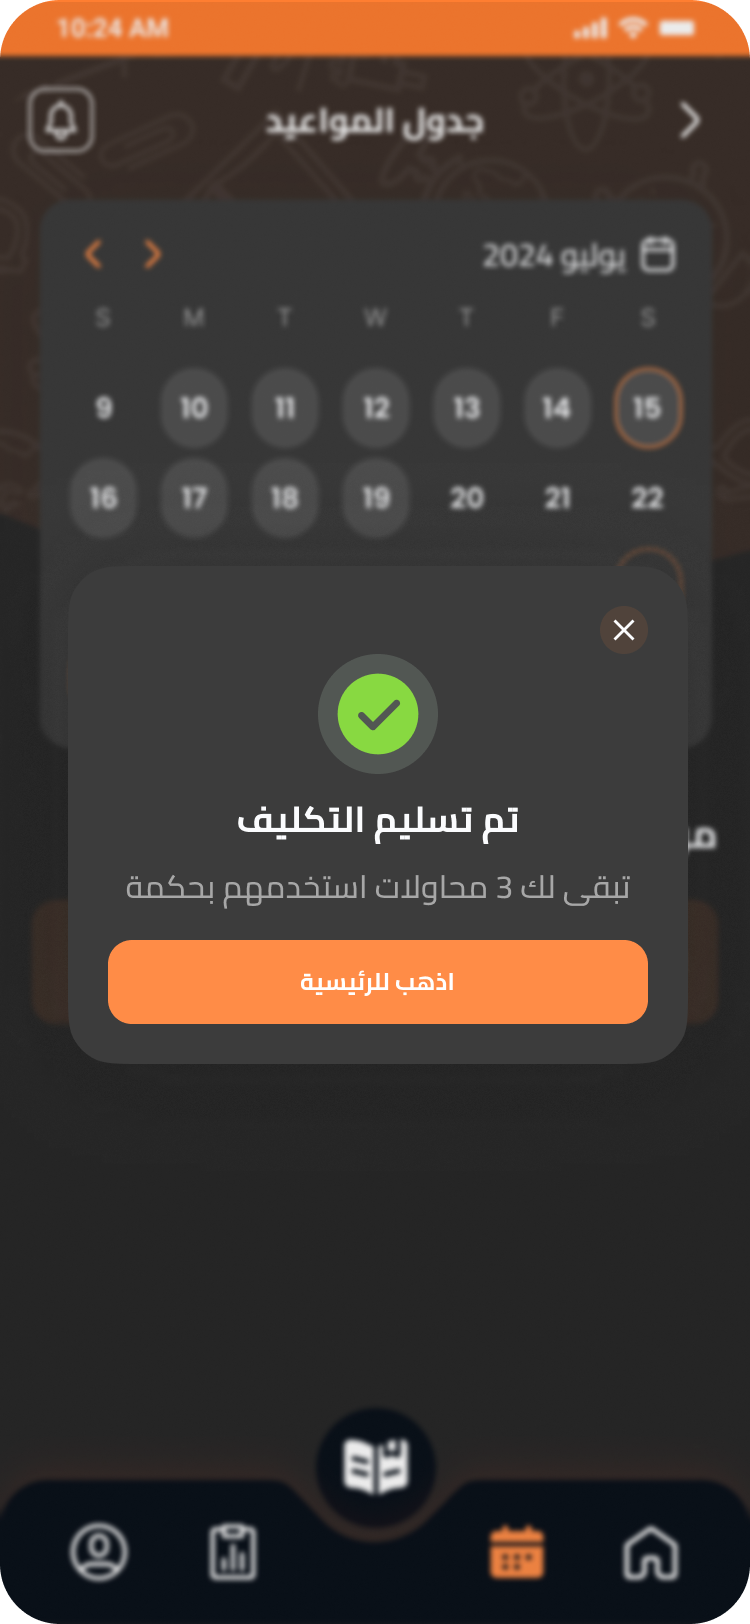 10:24 AM
جدول المواعيد
يوليو 2024
S M T W T F S
9 10 11 12 13 14 15
16 17 18 19 20 21 22
تم تسليم التكليف
تبقى لك 3 محاولات استخدمهم بحكمة
اذهب للرئيسية